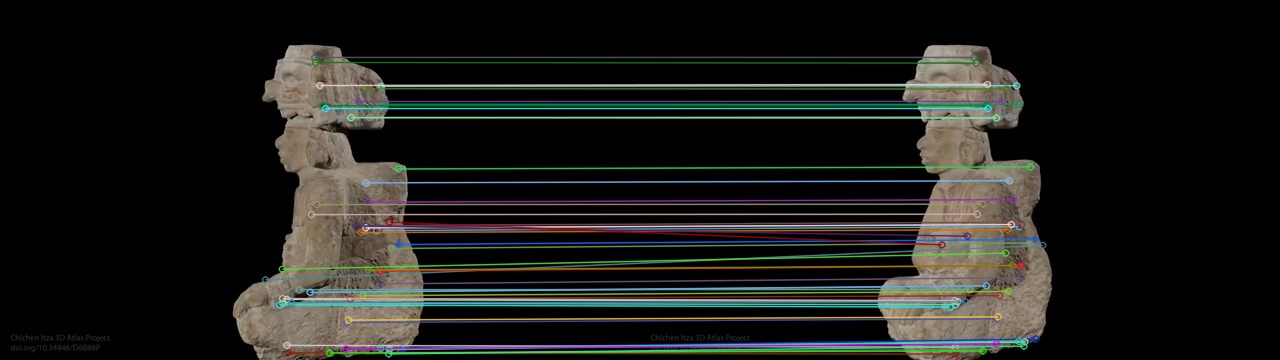 Chichen Itza 3D Atlas Project
doi.org/10.34946/D6888P
Chichen Itza 3D Atlas Project